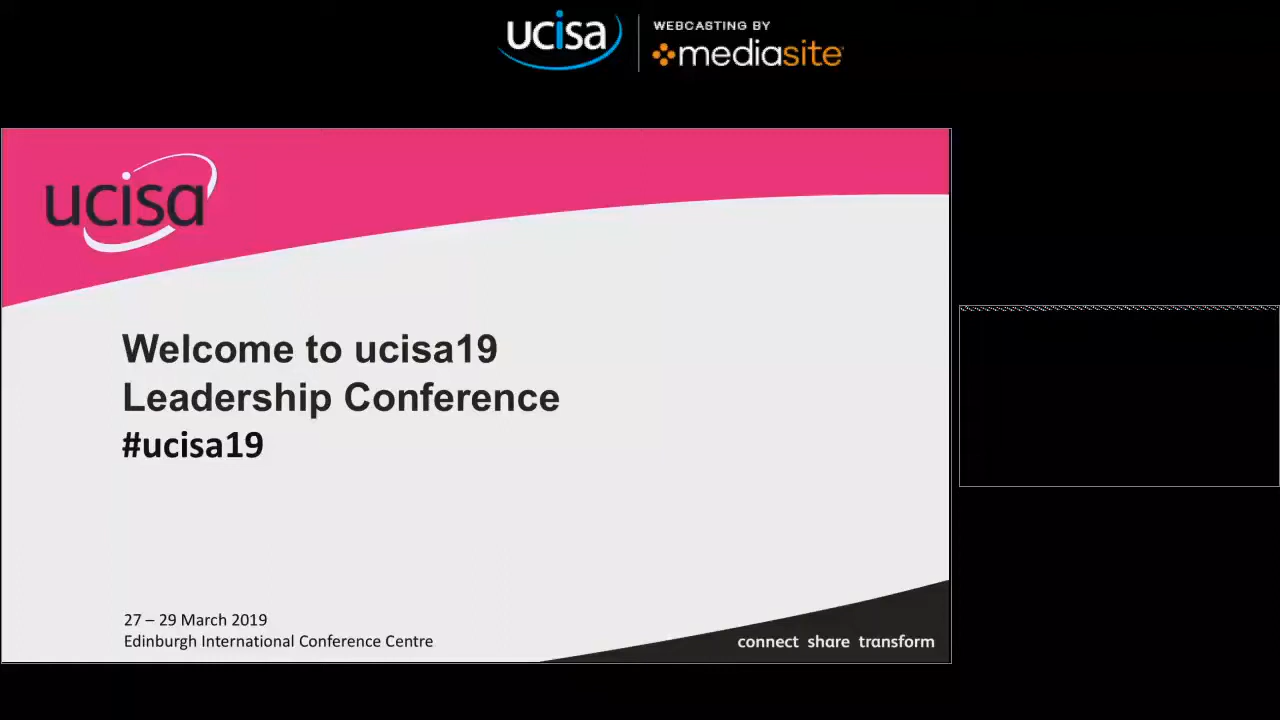 ucisa
WEBCASTING BY
mediasite
ucisa
Welcome to ucisa19
Leadership Conference
#ucisa19
27 – 29 March 2019
Edinburgh International Conference Centre
connect share transform